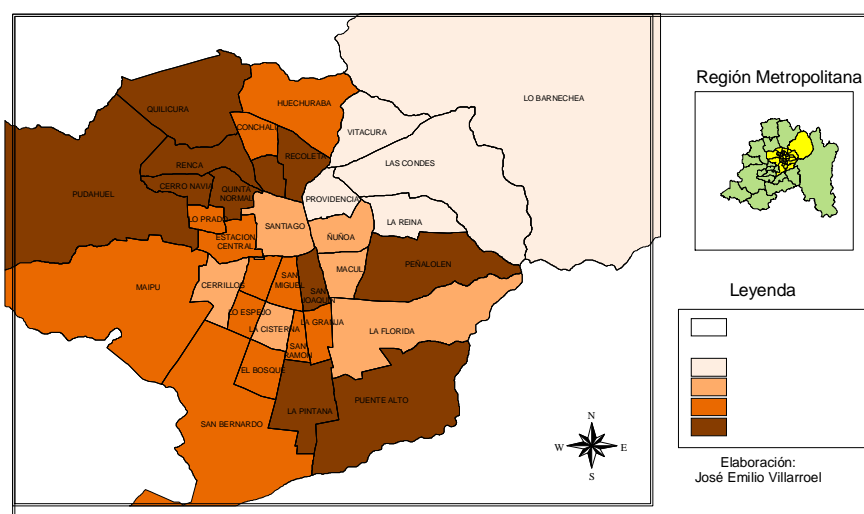 LO BARNECHEA
QUILICURA
HUECHURABA
CONCHALI
VITACURA
RECOLETA
RENCA
LAS CONDES
PUDAHUEL
CERRO NAVIA
QUINTA
NORMAL
PROVIDENCIA
LO PRADO
LA REINA
SANTIAGO
ESTACION
CENTRAL
ÑUÑOA
PEÑALOLEN
MACUL
MAIPU
CERRILLOS
SAN
MIGUEL
SAN
JOAQUIN
LO ESPEJO
LA GRANJA
LA CISTERNA
LA FLORIDA
SAN
RAMON
EL BOSQUE
PUENTE ALTO
LA PINTANA
SAN BERNARDO
N
W
E
S
Región Metropolitana
Leyenda
Elaboración:
José Emilio Villarroel